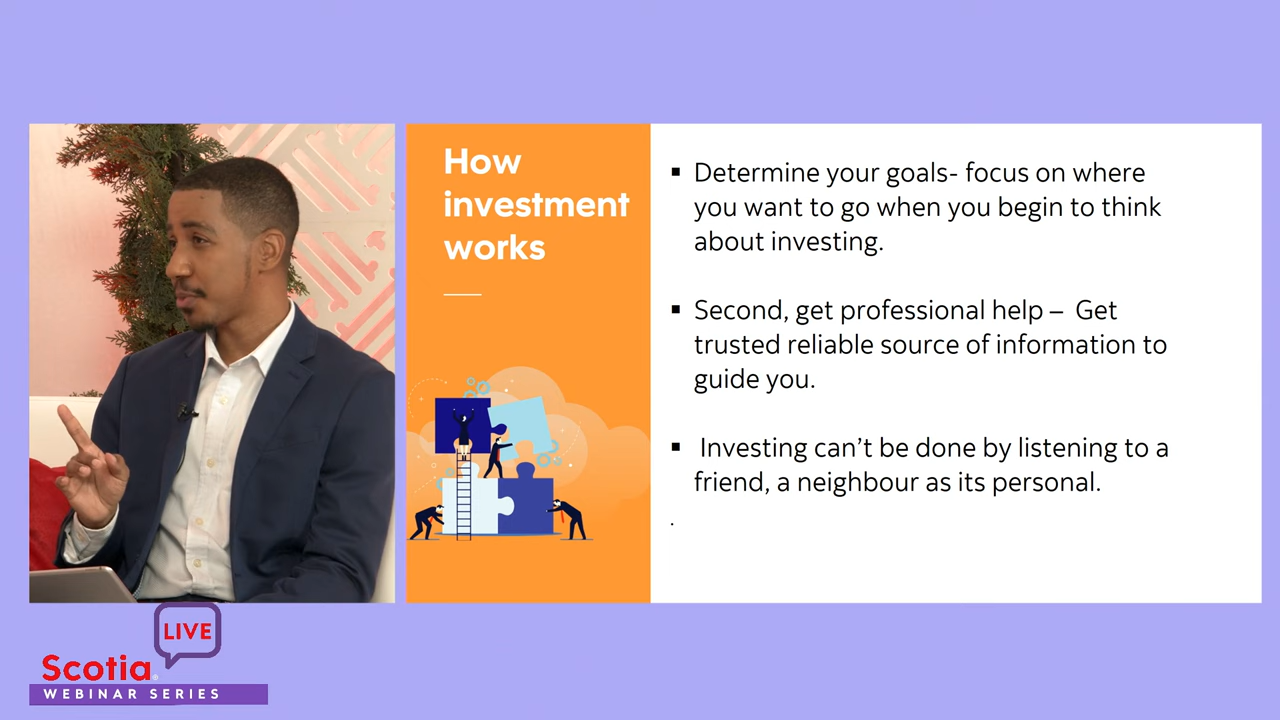 How
investment
works
▪ Determine your goals- focus on where
you want to go when you begin to think
about investing.
▪ Second, get professional help – Get
trusted reliable source of information to
guide you.
▪ Investing can’t be done by listening to a
friend, a neighbour as its personal.
.
LIVE
Scotia®
WEBINAR SERIES